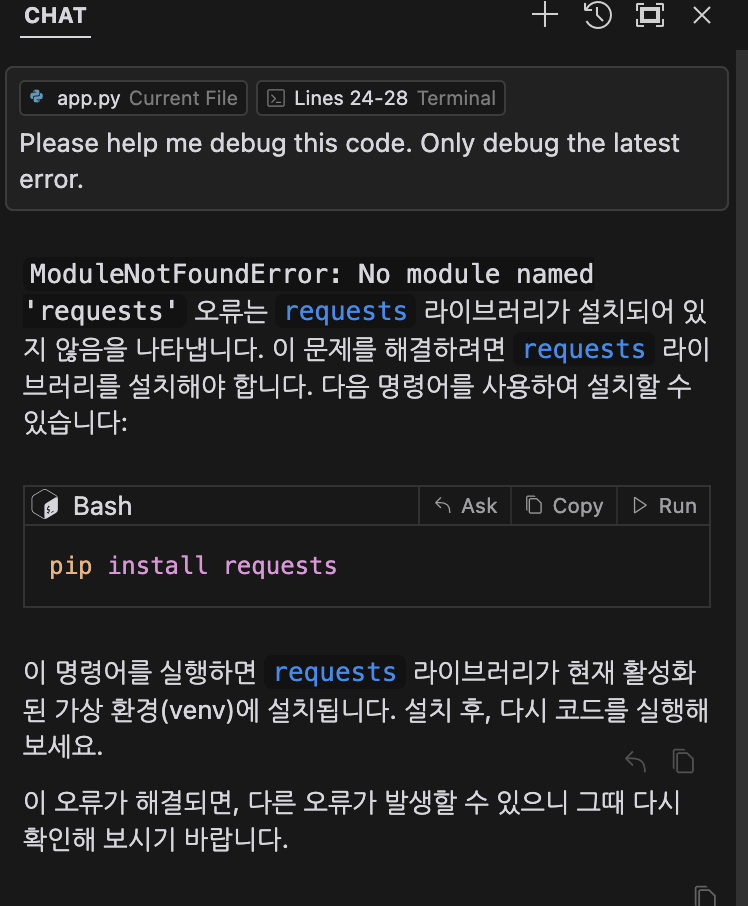 CHAT
app.py Current File Lines 24-28 Terminal
Please help me debug this code. Only debug the latest
error.
ModuleNotFoundError: No module named
'requests' 오류는 requests 라이브러리가 설치되어 있
지 않음을 나타냅니다. 이 문제를 해결하려면 requests 라이
브러리를 설치해야 합니다. 다음 명령어를 사용하여 설치할 수
있습니다:
Bash Ask Copy Run
pip install requests
이 명령어를 실행하면 requests 라이브러리가 현재 활성화
된 가상 환경(venv)에 설치됩니다. 설치 후, 다시 코드를 실행해
보세요.
이 오류가 해결되면, 다른 오류가 발생할 수 있으니 그때 다시
확인해 보시기 바랍니다.